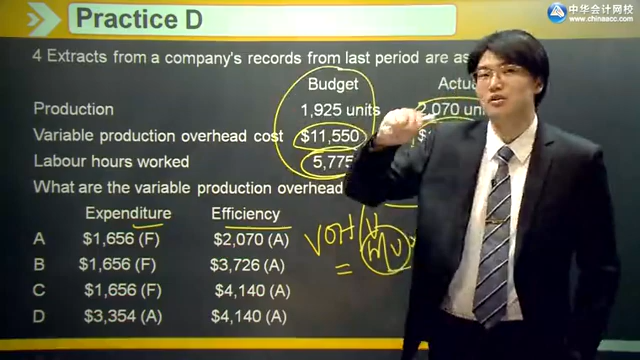 Practice D
中华会计网校
www.chinaacc.com
4 Extracts from a company's records from last period are as
Budget
Production 1,925 units 2,070
Variable production overhead cost $11,550
Labour hours worked 5,775
What are the variable production overhead
Expenditure Efficiency
A $1,656 (F) $2,070 (A)
B $1,656 (F) $3,726 (A)
C $1,656 (F) $4,140 (A)
D $3,354 (A) $4,140 (A)
VOH/U
=